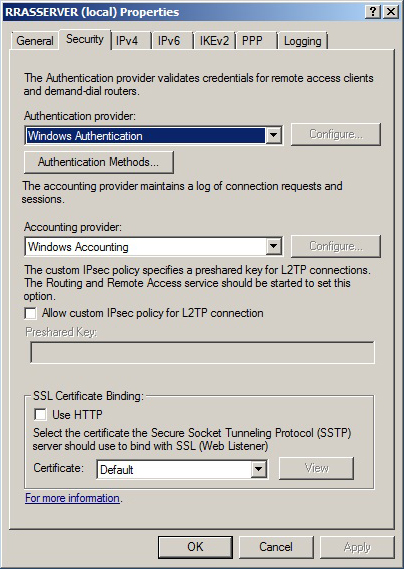 RRASSERVER (local) Properties
General Security IPv4 IPv6 IKEv2 PPP Logging
The Authentication provider validates credentials for remote access clients
and demand-dial routers.
Authentication provider:
Windows Authentication Configure...
Authentication Methods...
The accounting provider maintains a log of connection requests and
sessions.
Accounting provider:
Windows Accounting Configure...
The custom IPsec policy specifies a preshared key for L2TP connections.
The Routing and Remote Access service should be started to set this
option.
Allow custom IPsec policy for L2TP connection
Preshared Key:
SSL Certificate Binding:
Use HTTP
Select the certificate the Secure Socket Tunneling Protocol (SSTP)
server should use to bind with SSL (Web Listener)
Certificate: Default View
For more information.
OK Cancel Apply